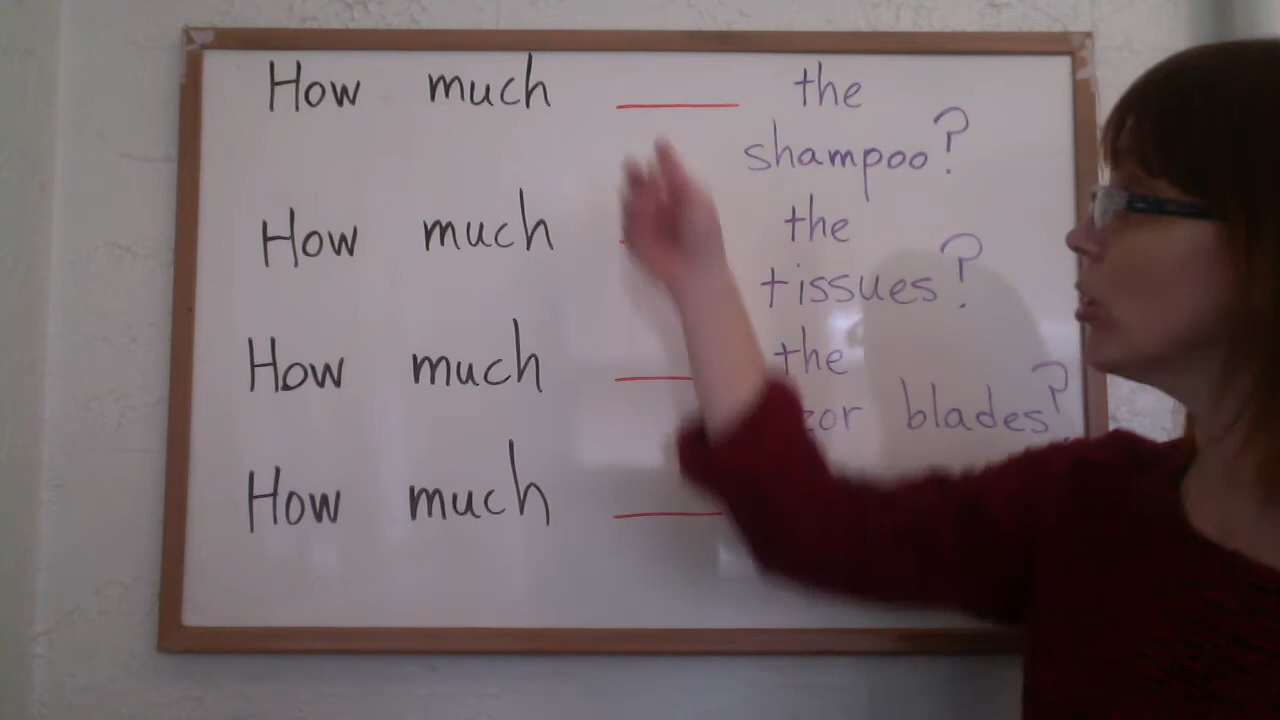 How much ____ the
shampoo?
How much the
tissues?
How much ____ the
blades?
How much ____